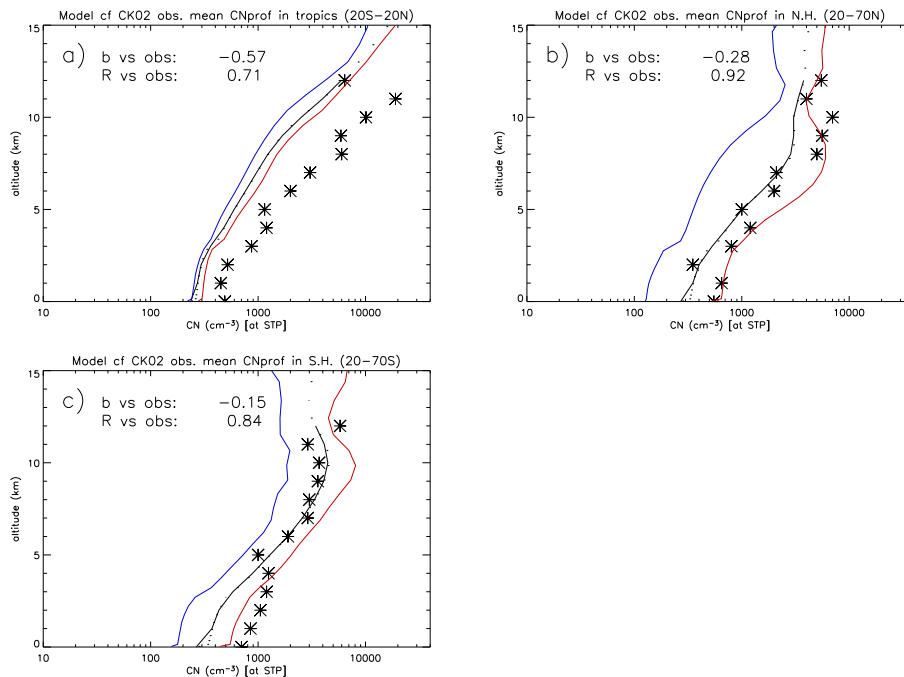 Model cf CK02 obs. mean CNprof in tropics (20S−20N)
a)
b vs obs: −0.57
R vs obs: 0.71
altitude (km)
15
10
5
0
10 100 1000 10000
CN (cm⁻³) [at STP]
Model cf CK02 obs. mean CNprof in N.H. (20−70N)
b)
b vs obs: −0.28
R vs obs: 0.92
altitude (km)
15
10
5
0
10 100 1000 10000
CN (cm⁻³) [at STP]
Model cf CK02 obs. mean CNprof in S.H. (20−70S)
c)
b vs obs: −0.15
R vs obs: 0.84
altitude (km)
15
10
5
0
10 100 1000 10000
CN (cm⁻³) [at STP]